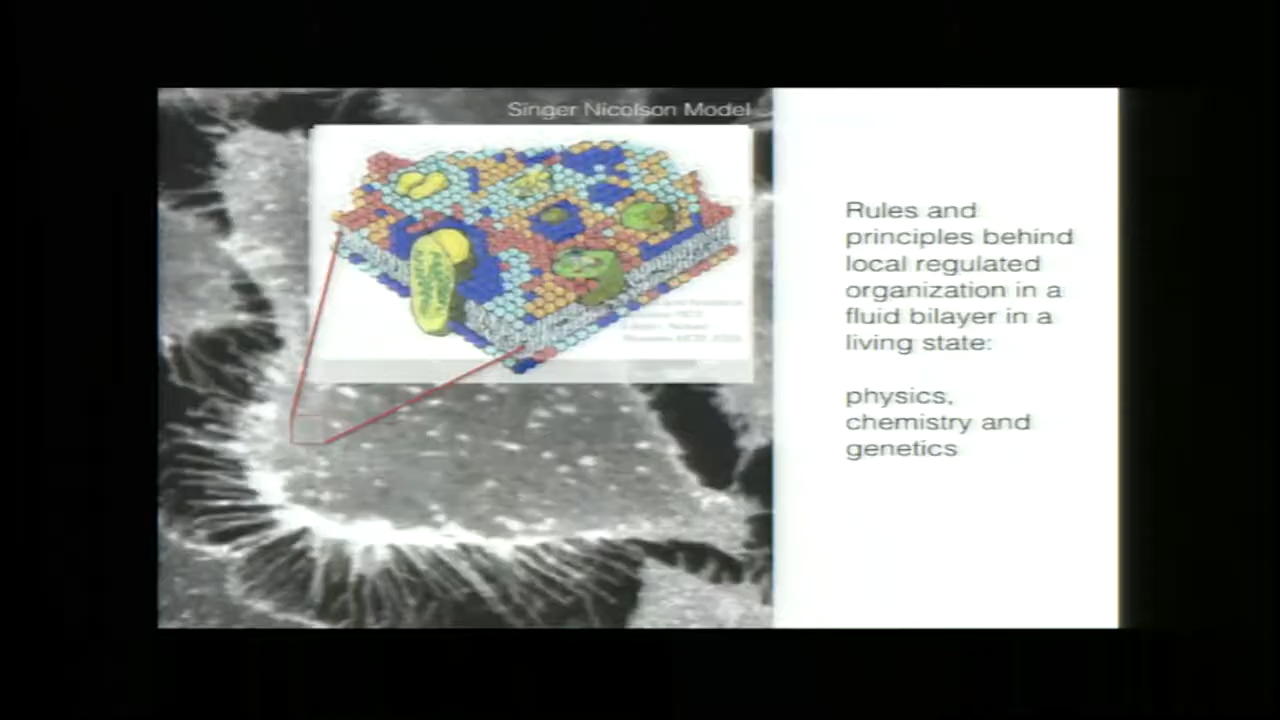 Singer Nicolson Model
Rules and
principles behind
local regulated
organization in a
fluid bilayer in a
living state:
physics,
chemistry and
genetics